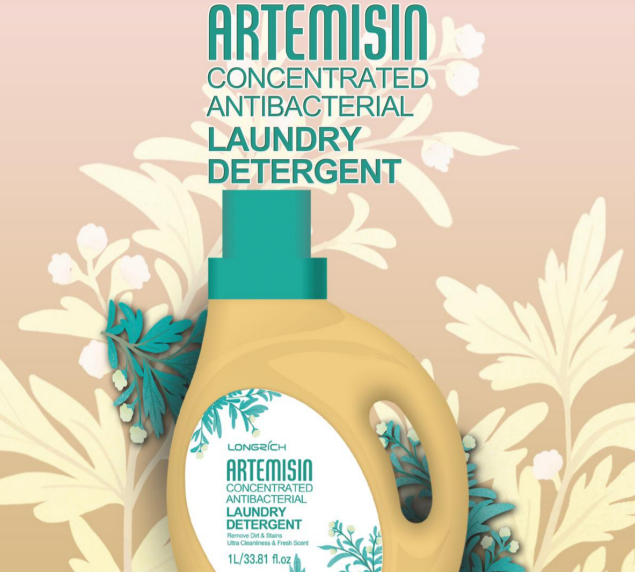 ARTEMISIN
CONCENTRATED
ANTIBACTERIAL
LAUNDRY
DETERGENT
LONGRICH
ARTEMISIN
CONCENTRATED
ANTIBACTERIAL
LAUNDRY
DETERGENT
Remove Dirt & Stains
Ultra Cleanliness & Fresh Scent
1L/33.81 fl.oz